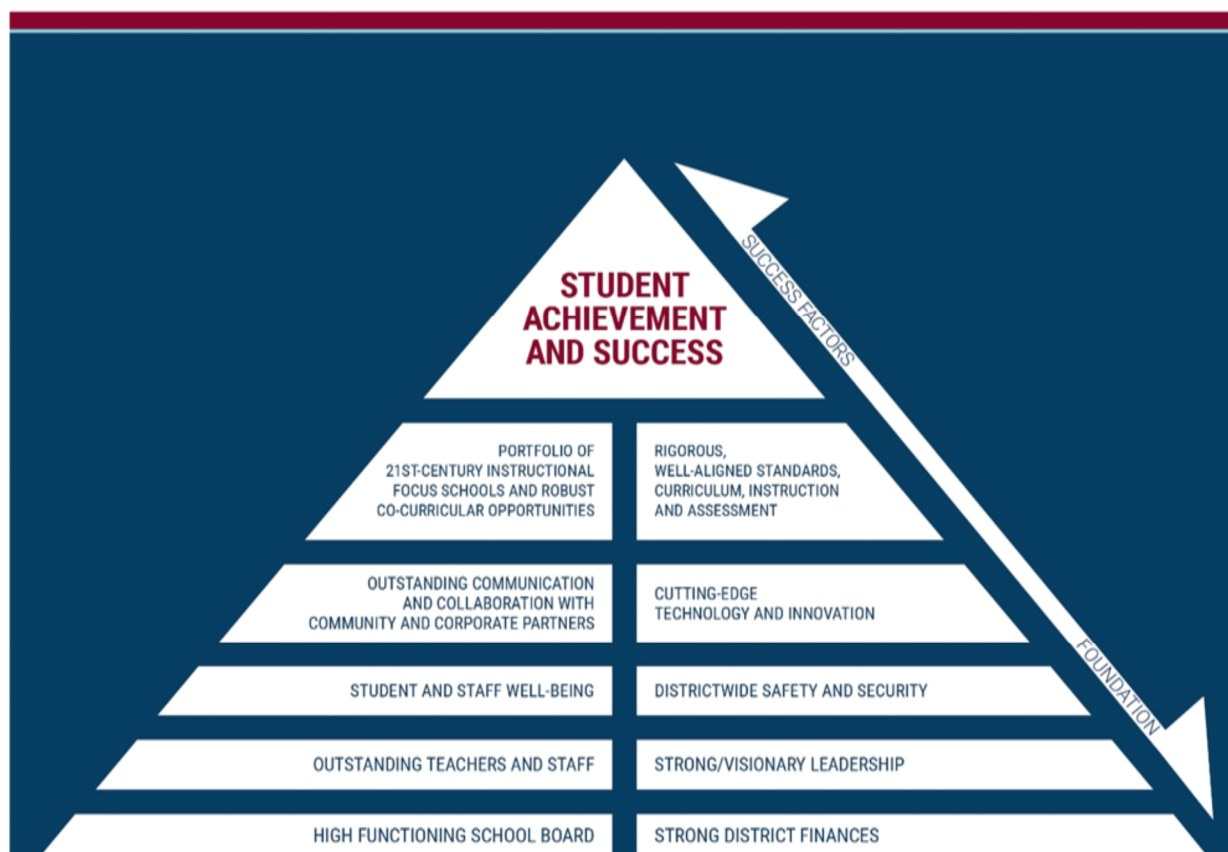 STUDENT
ACHIEVEMENT
AND SUCCESS
SUCCESS FACTORS
PORTFOLIO OF
21ST-CENTURY INSTRUCTIONAL
FOCUS SCHOOLS AND ROBUST
CO-CURRICULAR OPPORTUNITIES
RIGOROUS,
WELL-ALIGNED STANDARDS,
CURRICULUM, INSTRUCTION
AND ASSESSMENT
OUTSTANDING COMMUNICATION
AND COLLABORATION WITH
COMMUNITY AND CORPORATE PARTNERS
CUTTING-EDGE
TECHNOLOGY AND INNOVATION
FOUNDATION
STUDENT AND STAFF WELL-BEING
DISTRICTWIDE SAFETY AND SECURITY
OUTSTANDING TEACHERS AND STAFF
STRONG/VISIONARY LEADERSHIP
HIGH FUNCTIONING SCHOOL BOARD
STRONG DISTRICT FINANCES